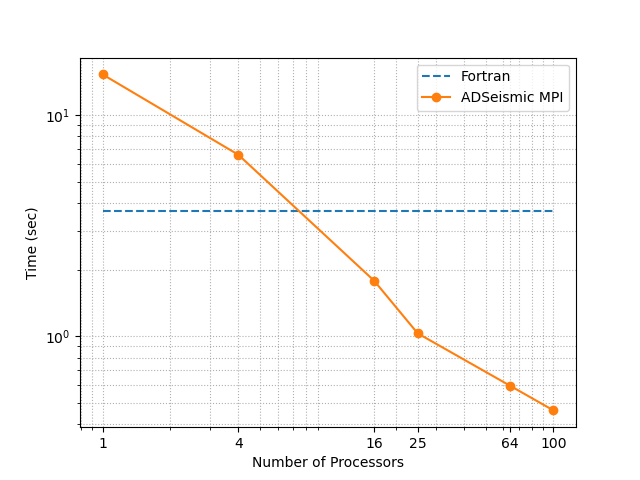 Fortran
ADSeismic MPI
10¹
10⁰
Time (sec)
1 4 16 25 64 100
Number of Processors